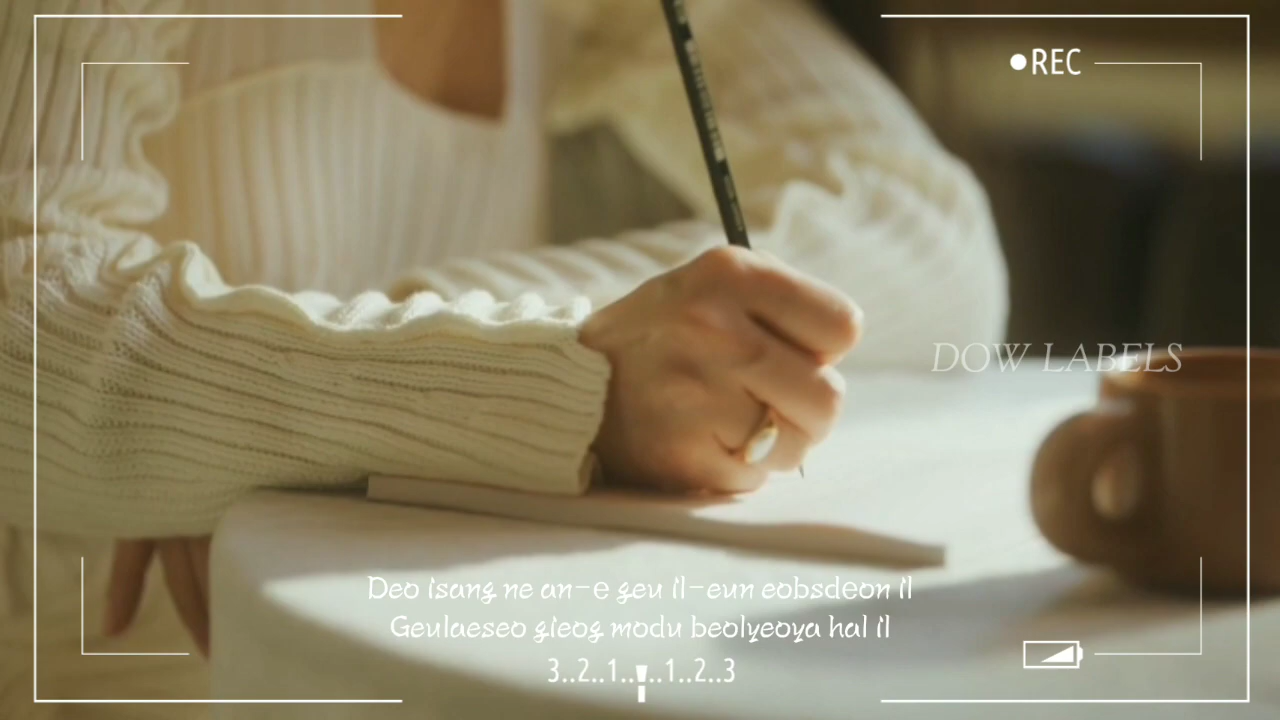 REC
DOW LABELS
Deo isang ne an-e geu il-eun eobsdeon il
Geulaeseo gieog modu beolyeoya hal il
3..2..1..!..1..2..3